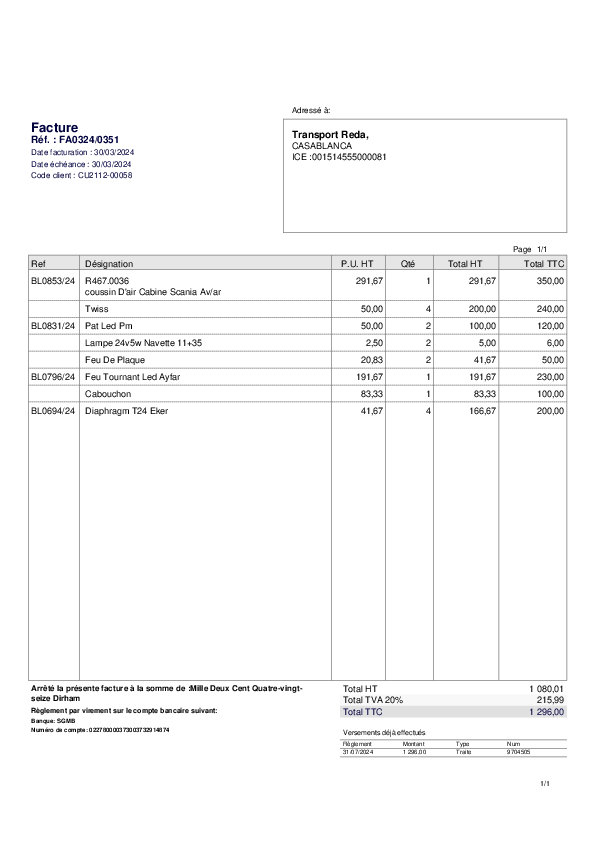 Adressé à:
Facture
Réf. : FA0324/0351
Date facturation : 30/03/2024
Date échéance : 30/03/2024
Code client : CU2112-00058
Transport Reda,
CASABLANCA
ICE :001514555000081
Page 1/1
Ref Désignation P.U. HT Qté Total HT Total TTC
BL0853/24 R467.0036 291,67 1 291,67 350,00
coussin D'air Cabine Scania Av/ar
Twiss 50,00 4 200,00 240,00
BL0831/24 Pat Led Pm 50,00 2 100,00 120,00
Lampe 24v5w Navette 11+35 2,50 2 5,00 6,00
Feu De Plaque 20,83 2 41,67 50,00
BL0796/24 Feu Tournant Led Ayfar 191,67 1 191,67 230,00
Cabouchon 83,33 1 83,33 100,00
BL0694/24 Diaphragm T24 Eker 41,67 4 166,67 200,00
Arrêté la présente facture à la somme de :Mille Deux Cent Quatre-vingt-
seize Dirham
Règlement par virement sur le compte bancaire suivant:
Banque: SGMB
Numéro de compte: 022780000373003732914874
Total HT 1 080,01
Total TVA 20% 215,99
Total TTC 1 296,00
Versements déjà effectués
Règlement Montant Type Num
31/07/2024 1 296,00 Traite 9704505
1/1